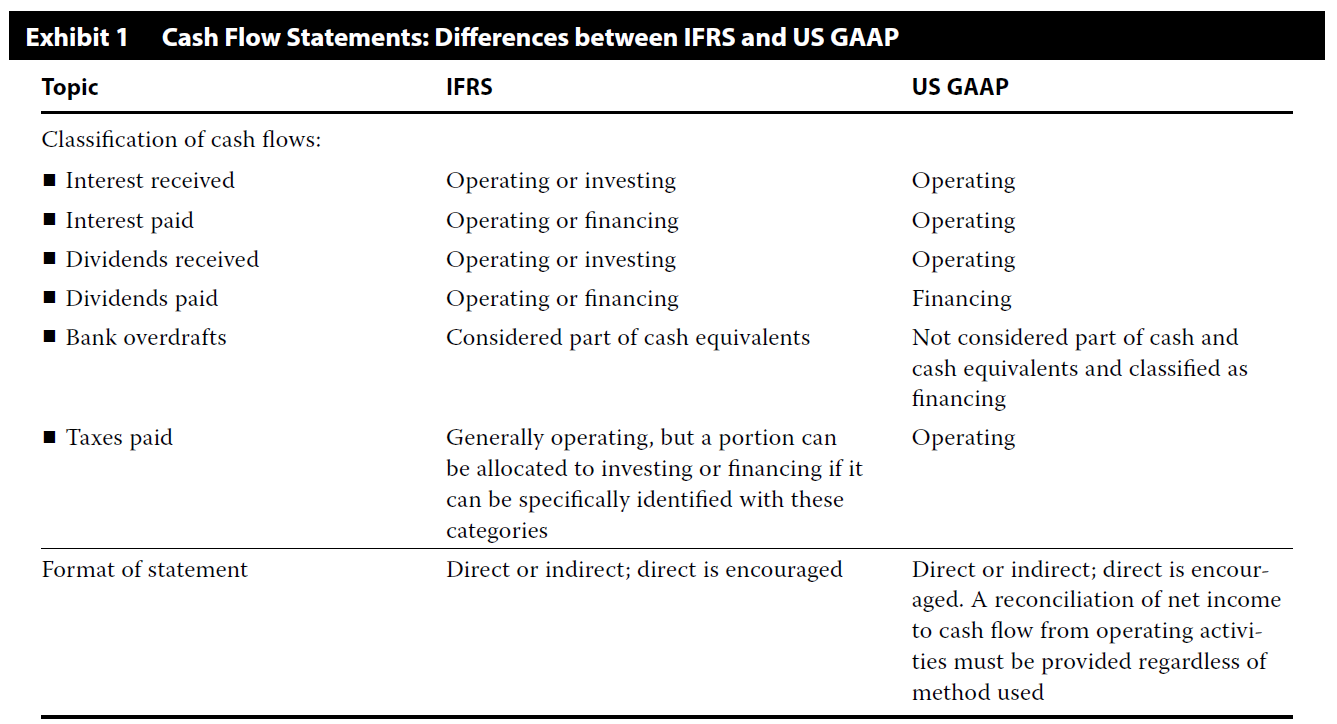 Exhibit 1 Cash Flow Statements: Differences between IFRS and US GAAP
Topic IFRS US GAAP
Classification of cash flows:
■ Interest received Operating or investing Operating
■ Interest paid Operating or financing Operating
■ Dividends received Operating or investing Operating
■ Dividends paid Operating or financing Financing
■ Bank overdrafts Considered part of cash equivalents Not considered part of cash and
cash equivalents and classified as
financing
■ Taxes paid Generally operating, but a portion can Operating
be allocated to investing or financing if it
can be specifically identified with these
categories
Format of statement Direct or indirect; direct is encouraged Direct or indirect; direct is encour-
aged. A reconciliation of net income
to cash flow from operating activi-
ties must be provided regardless of
method used